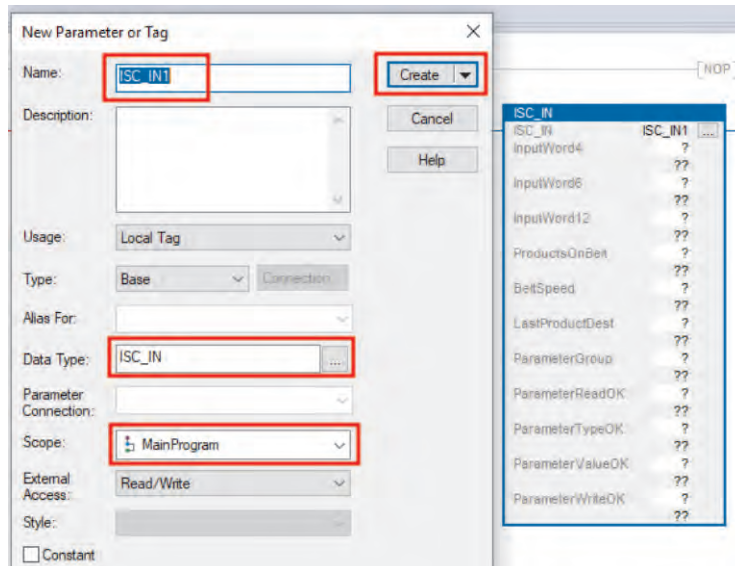 New Parameter or Tag
Name:
ISC_IN1
Create
Description:
Cancel
Help
Usage:
Local Tag
Type:
Base
Connection...
Alias For:
Data Type:
ISC_IN
...
Parameter
Connection:
Scope:
MainProgram
External
Access:
Read/Write
Style:
Constant
NOP
ISC_IN
ISC_IN ISC_IN1 ...
InputWord4 ?
??
InputWord6 ?
??
InputWord12 ?
??
ProductsOnBelt ?
??
BeltSpeed ?
??
LastProductDest ?
??
ParameterGroup ?
??
ParameterReadOK ?
??
ParameterTypeOK ?
??
ParameterValueOK ?
??
ParameterWriteOK ?
??